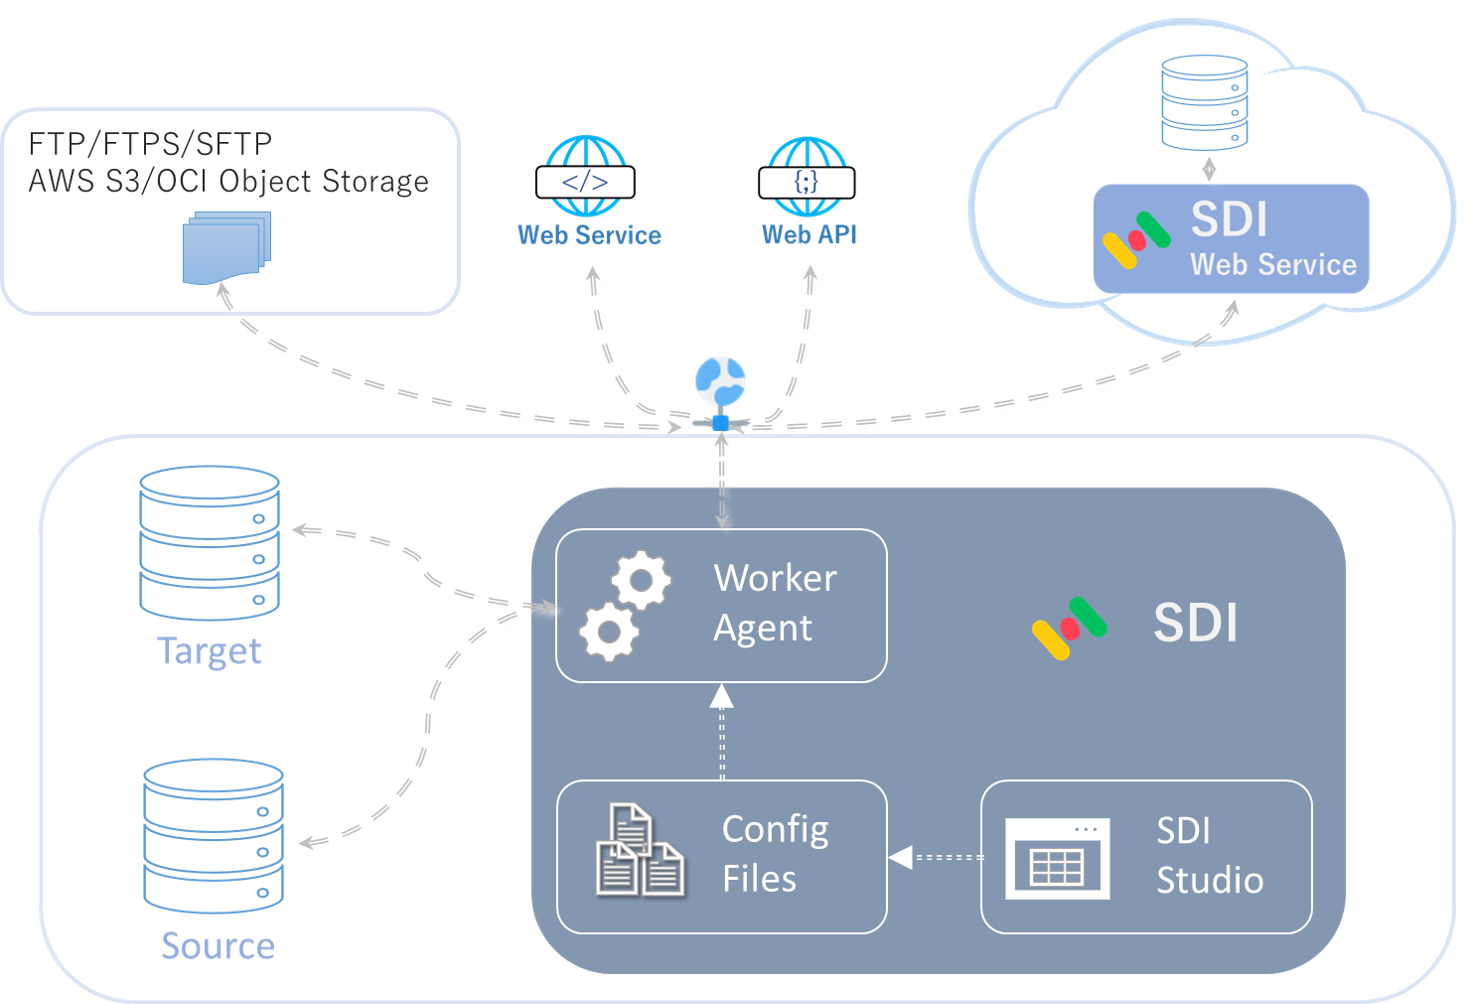 FTP/FTPS/SFTP
AWS S3/OCI Object Storage
</>
Web Service
{;}
Web API
SDI
Web Service
Target
Source
Worker
Agent
SDI
Config
Files
SDI
Studio